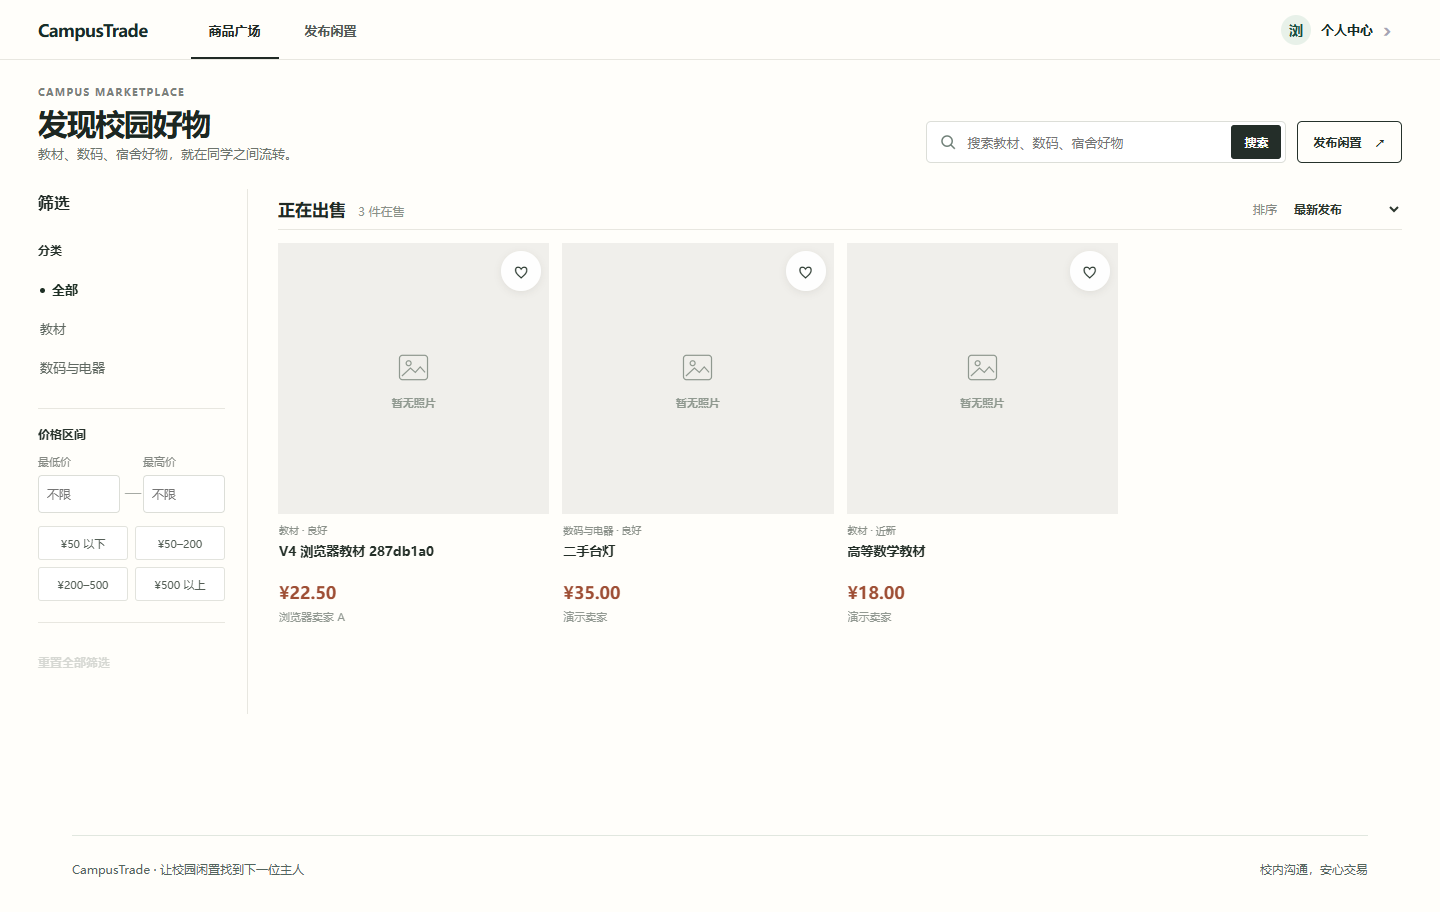 CampusTrade 商品广场 发布闲置 浏 个人中心
CAMPUS MARKETPLACE
发现校园好物
教材、数码、宿舍好物，就在同学之间流转。
搜索教材、数码、宿舍好物 搜索 发布闲置 ↗
筛选
分类
• 全部
教材
数码与电器
价格区间
最低价 最高价
不限 — 不限
¥50 以下 ¥50–200
¥200–500 ¥500 以上
重置全部筛选
正在出售 3 件在售
排序 最新发布
暂无照片
教材 · 良好
V4 浏览器教材 287db1a0
¥22.50
浏览器卖家 A
暂无照片
数码与电器 · 良好
二手台灯
¥35.00
演示卖家
暂无照片
教材 · 近新
高等数学教材
¥18.00
演示卖家
CampusTrade · 让校园闲置找到下一位主人
校内沟通，安心交易